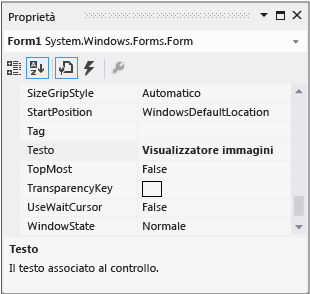 Proprietà
Form1 System.Windows.Forms.Form
SizeGripStyle Automatico
StartPosition WindowsDefaultLocation
Tag
Testo Visualizzatore immagini
TopMost False
TransparencyKey
UseWaitCursor False
WindowState Normale
Testo
Il testo associato al controllo.